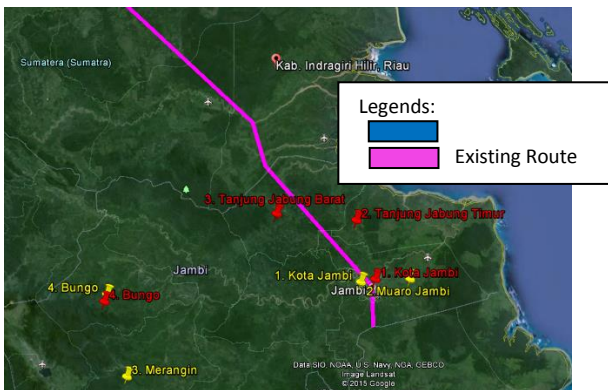 Sumatera (Sumatra)
Kab. Indragiri Hilir, Riau
Legends:
Existing Route
3. Tanjung Jabung Barat
2. Tanjung Jabung Timur
Jambi
1. Kota Jambi
1. Kota Jambi
Jambi
2. Muaro Jambi
4. Bungo
4. Bungo
3. Merangin
Data SIO, NOAA, U.S. Navy, NGA, GEBCO
Image Landsat
© 2015 Google